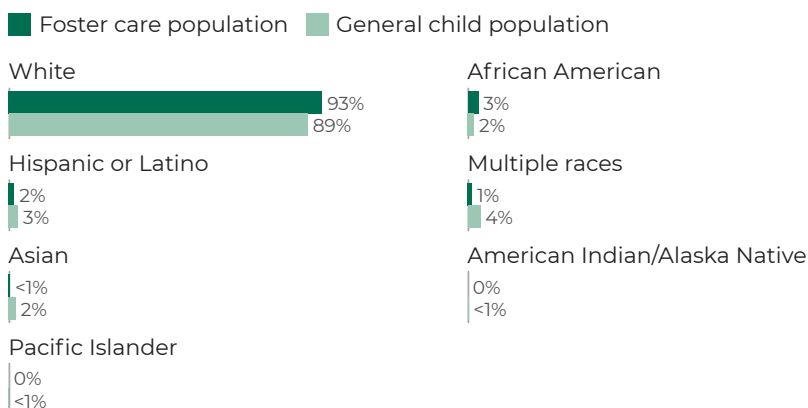 Foster care population General child population
White
93%
89%
African American
3%
2%
Hispanic or Latino
2%
3%
Multiple races
1%
4%
Asian
<1%
2%
American Indian/Alaska Native
0%
<1%
Pacific Islander
0%
<1%